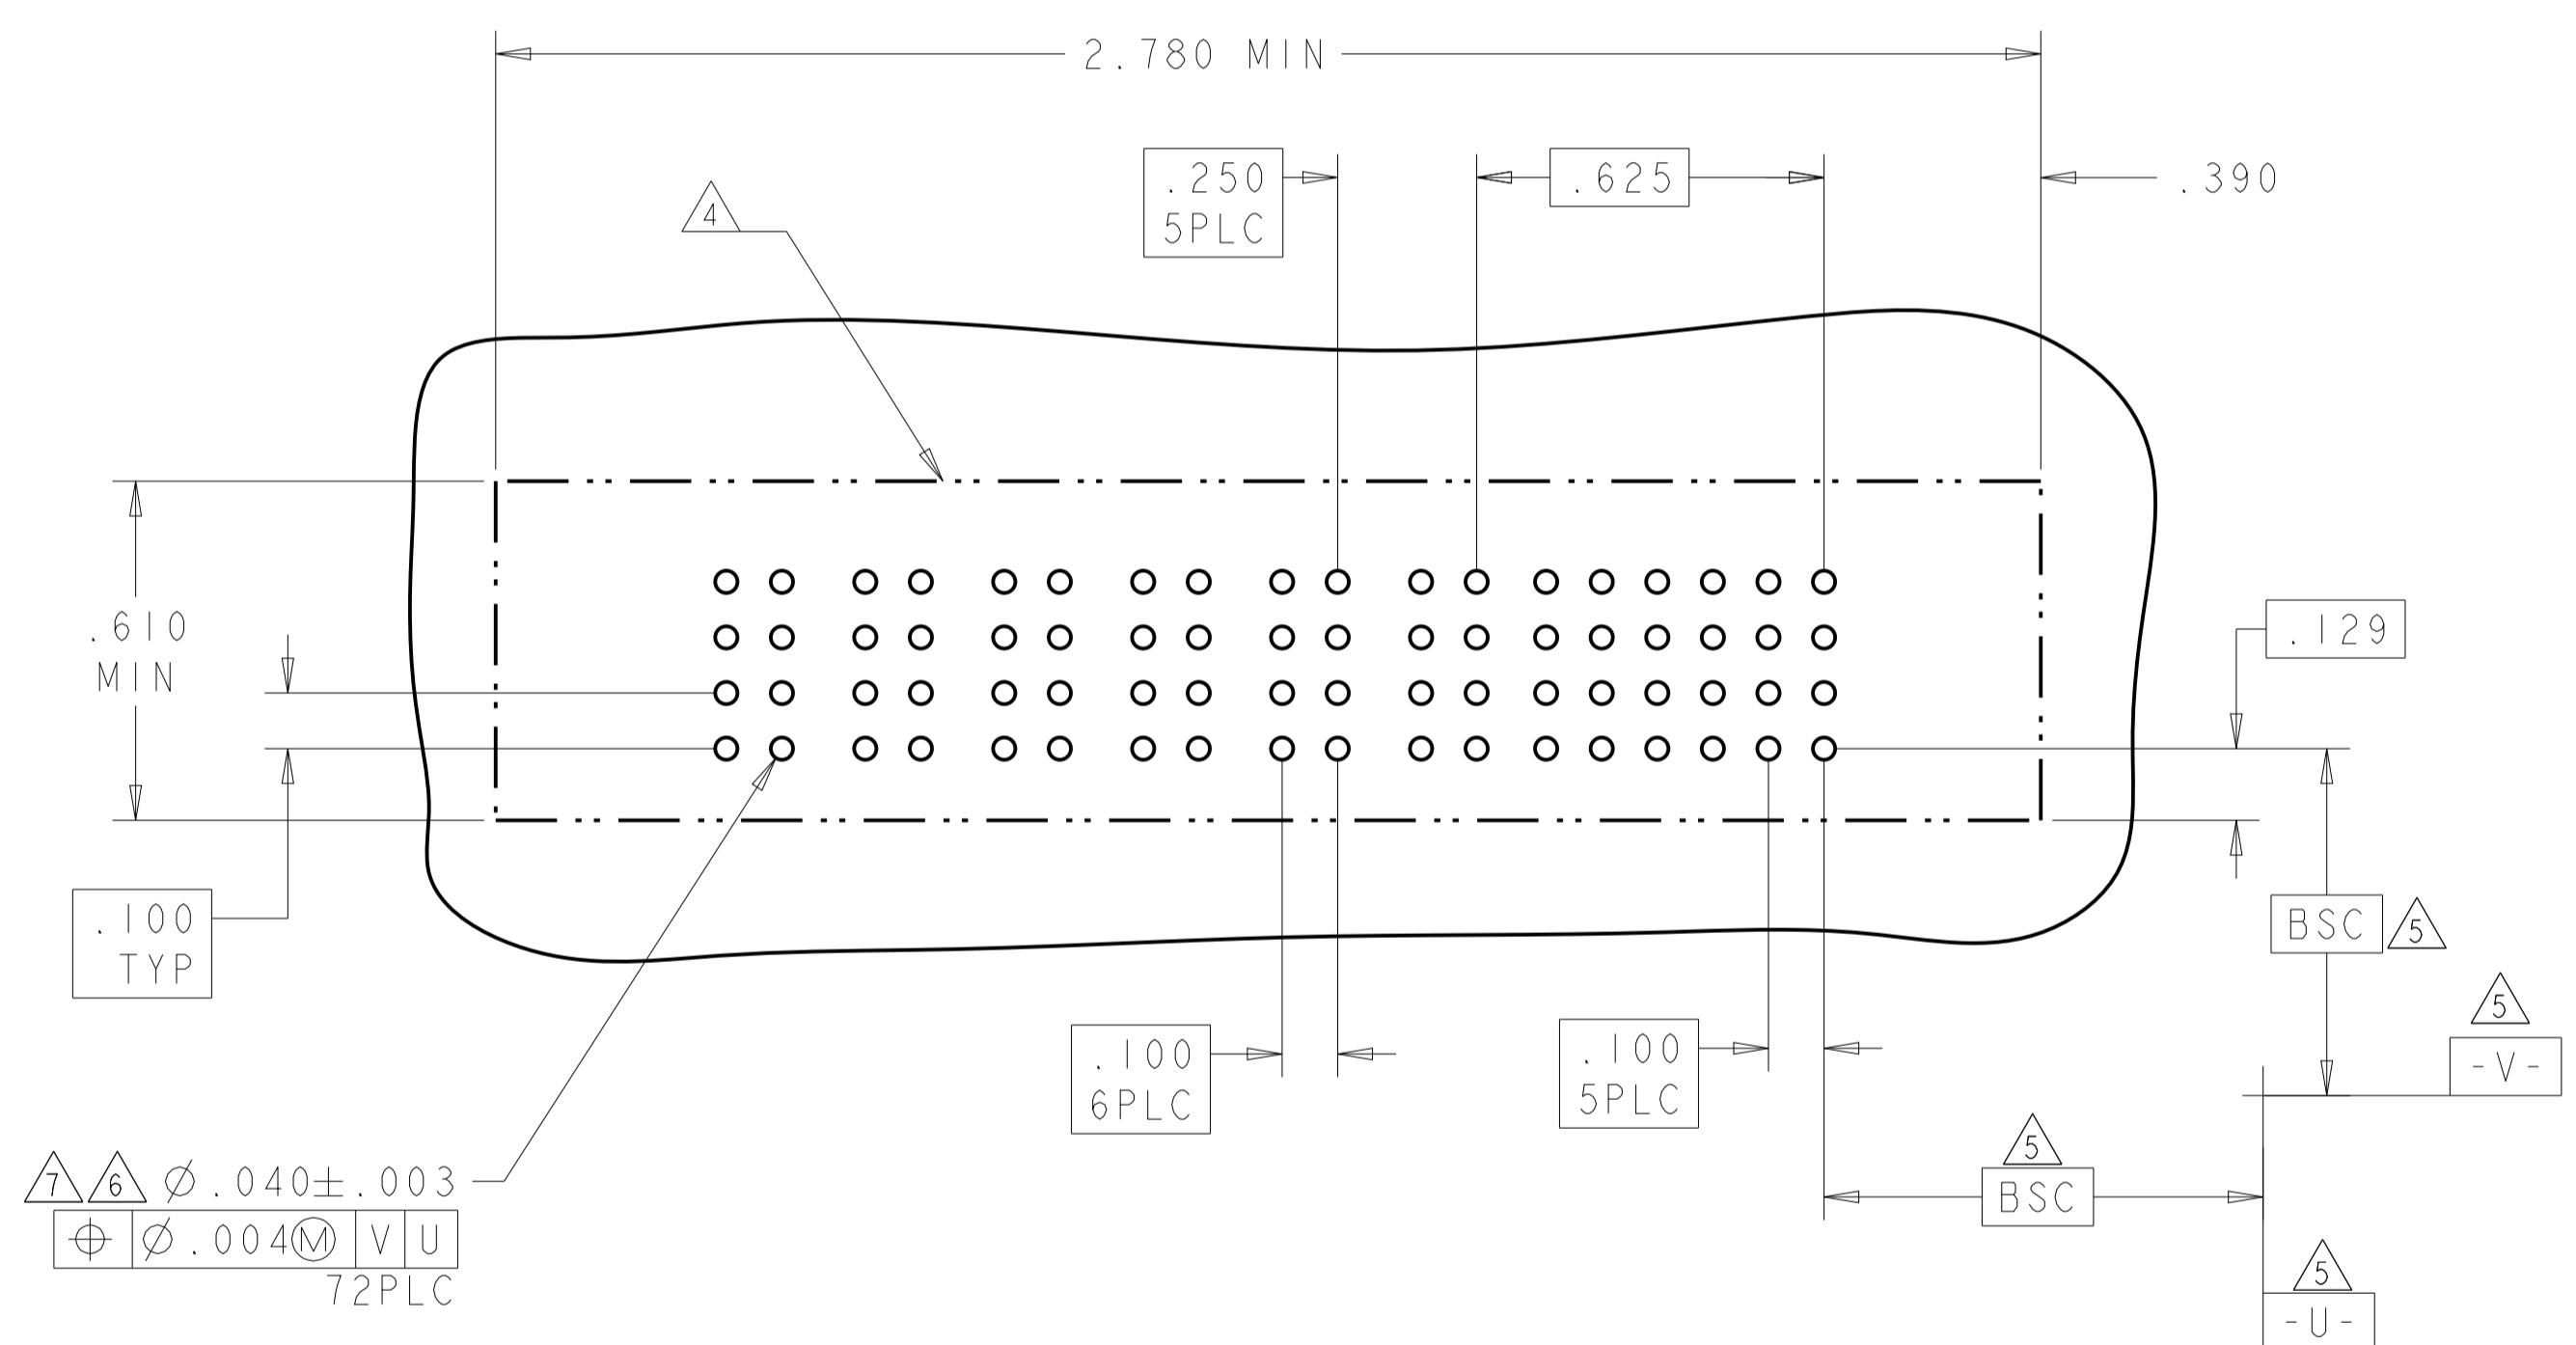 2.780 MIN
.250
5PLC
.625
.390
4
.610
MIN
.129
.100
TYP
BSC 5
5
-V-
.100
6PLC
.100
5PLC
5
BSC
7 6 ⌀.040±.003
⌖ ⌀.004Ⓜ V U
72PLC
5
-U-